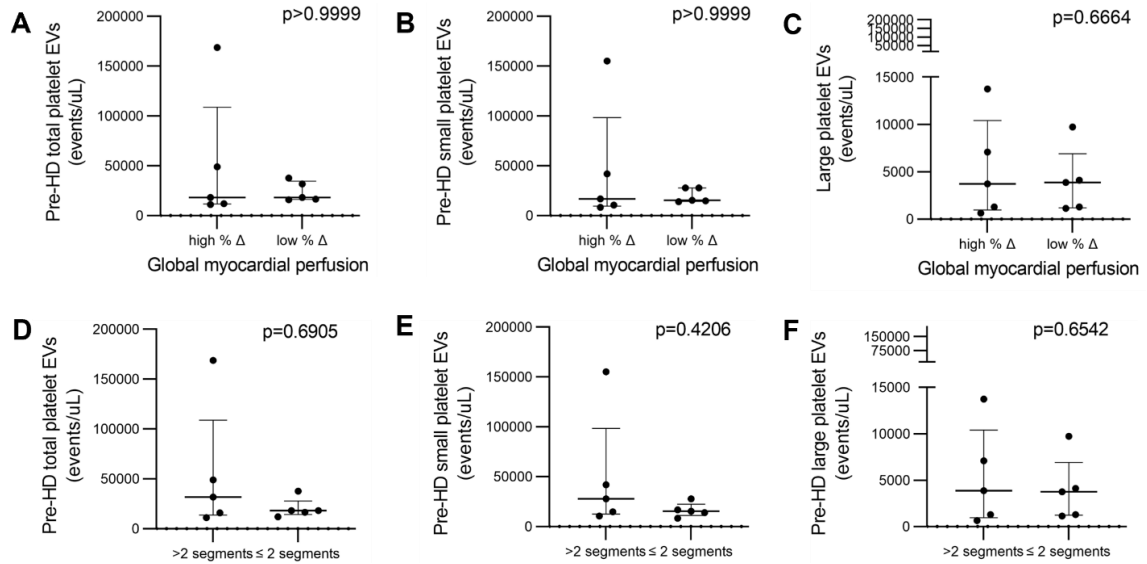 A
p>0.9999
Pre-HD total platelet EVs
(events/uL)
200000
150000
100000
50000
0
high % Δ
low % Δ
Global myocardial perfusion
B
p>0.9999
Pre-HD small platelet EVs
(events/uL)
200000
150000
100000
50000
0
high % Δ
low % Δ
Global myocardial perfusion
C
p=0.6664
Large platelet EVs
(events/uL)
200000
150000
100000
50000
15000
10000
5000
0
high % Δ
low % Δ
Global myocardial perfusion
D
p=0.6905
Pre-HD total platelet EVs
(events/uL)
200000
150000
100000
50000
0
>2 segments ≤ 2 segments
E
p=0.4206
Pre-HD small platelet EVs
(events/uL)
200000
150000
100000
50000
0
>2 segments ≤ 2 segments
F
p=0.6542
Pre-HD large platelet EVs
(events/uL)
150000
75000
15000
10000
5000
0
>2 segments ≤ 2 segments